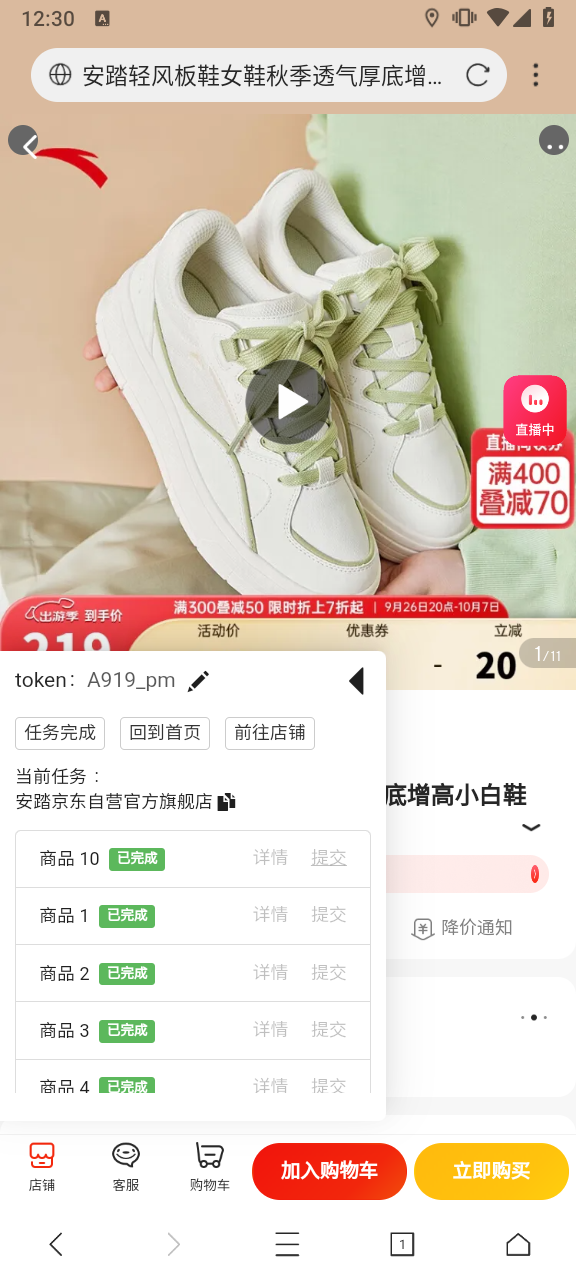 12:30
A
安踏轻风板鞋女鞋秋季透气厚底增...
直播中
满400
叠减70
出游季 到手价
满300叠减50 限时折上7折起 | 9月26日20点-10月7日
219
活动价 优惠券 立减
- 20
1/11
token： A919_pm
任务完成 回到首页 前往店铺
当前任务：
安踏京东自营官方旗舰店
底增高小白鞋
商品 10 已完成 详情 提交
商品 1 已完成 详情 提交
降价通知
商品 2 已完成 详情 提交
商品 3 已完成 详情 提交
商品 4 已完成 详情 提交
店铺 客服 购物车 加入购物车 立即购买
1